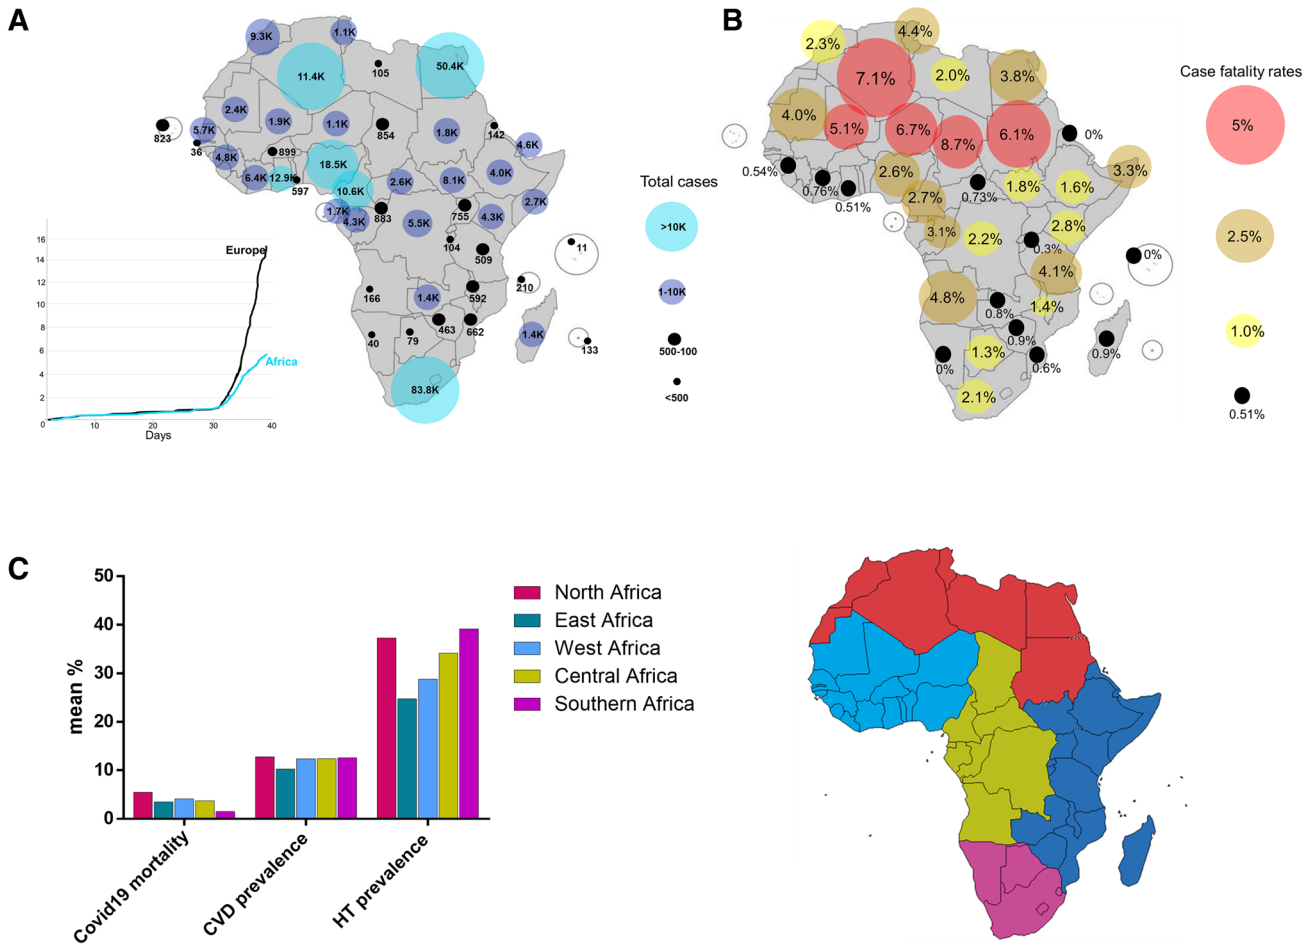 A
9.3K
1.1K
11.4K
105
50.4K
2.4K
1.9K
1.1K
854
1.8K
142
4.6K
823
5.7K
36
4.8K
899
18.5K
4.0K
6.4K
12.9K
597
10.6K
2.6K
8.1K
2.7K
1.7K
4.3K
883
5.5K
755
4.3K
104
509
11
166
1.4K
592
210
40
79
463
662
1.4K
133
83.8K
Total cases
>10K
1-10K
500-100
<500
16
14
12
10
8
6
4
2
0
10
20
30
40
Days
Europe
Africa
B
2.3%
4.4%
7.1%
2.0%
3.8%
4.0%
5.1%
6.7%
8.7%
6.1%
0%
0.54%
0.76%
0.51%
2.6%
0.73%
1.8%
1.6%
3.3%
2.7%
3.1%
2.2%
0.3%
2.8%
0%
4.1%
4.8%
0.8%
1.4%
0.9%
0%
1.3%
0.6%
0.9%
2.1%
Case fatality rates
5%
2.5%
1.0%
0.51%
C
50
40
30
20
10
0
mean %
Covid19 mortality
CVD prevalence
HT prevalence
North Africa
East Africa
West Africa
Central Africa
Southern Africa